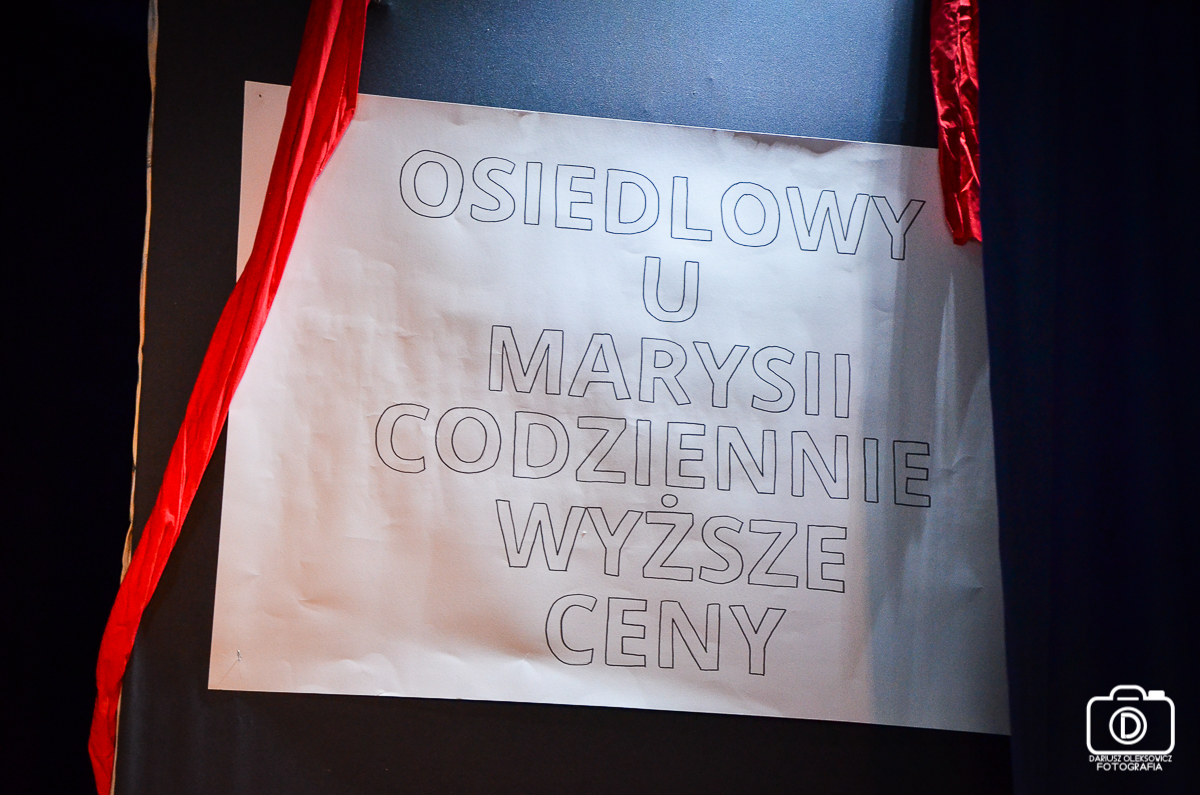 OSIEDLOWY
U
MARYSII
CODZIENNIE
WYŻSZE
CENY
D
DARIUSZ OLEKSOWICZ
FOTOGRAFIA